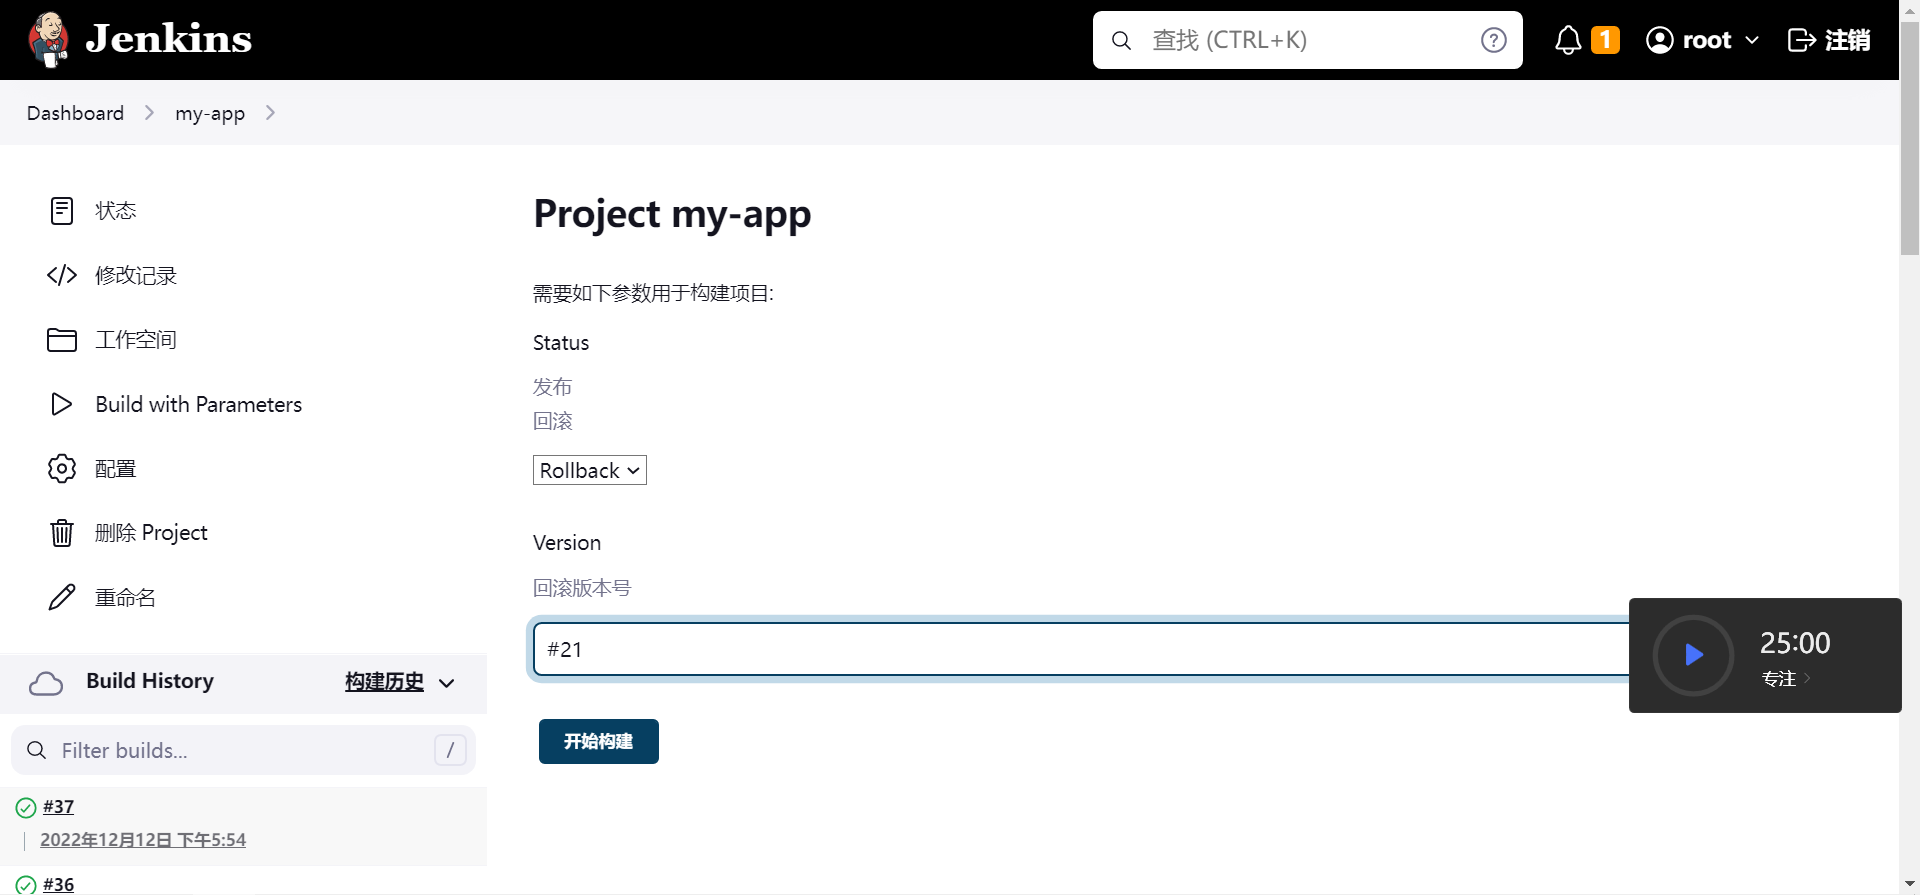 Jenkins
查找 (CTRL+K)
1
root
注销
Dashboard
my-app
状态
修改记录
工作空间
Build with Parameters
配置
删除 Project
重命名
Build History
构建历史
Filter builds...
/
#37
2022年12月12日 下午5:54
#36
Project my-app
需要如下参数用于构建项目:
Status
发布
回滚
Rollback
Version
回滚版本号
#21
开始构建
25:00
专注